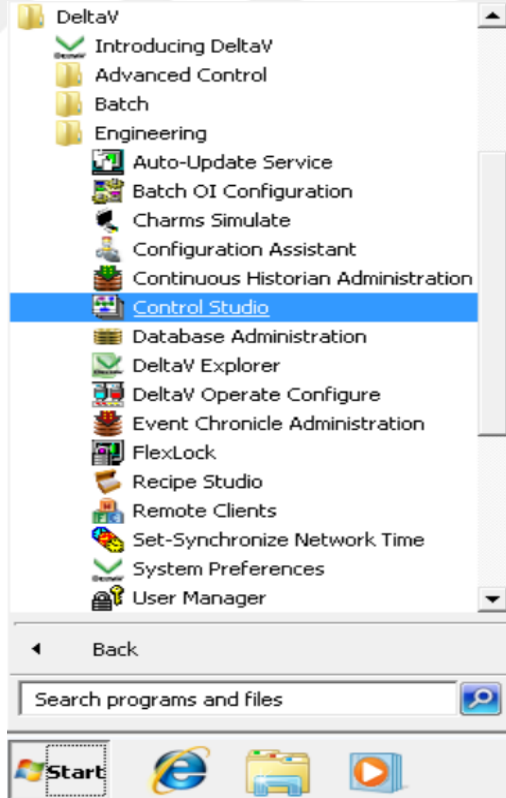 DeltaV
Introducing DeltaV
Advanced Control
Batch
Engineering
Auto-Update Service
Batch OI Configuration
Charms Simulate
Configuration Assistant
Continuous Historian Administration
Control Studio
Database Administration
DeltaV Explorer
DeltaV Operate Configure
Event Chronicle Administration
FlexLock
Recipe Studio
Remote Clients
Set-Synchronize Network Time
System Preferences
User Manager
Back
Search programs and files
Start